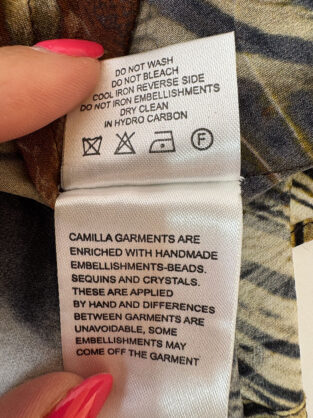 DO NOT WASH
DO NOT BLEACH
COOL IRON REVERSE SIDE
DO NOT IRON EMBELLISHMENTS
DRY CLEAN
IN HYDRO CARBON
F
CAMILLA GARMENTS ARE
ENRICHED WITH HANDMADE
EMBELLISHMENTS-BEADS.
SEQUINS AND CRYSTALS.
THESE ARE APPLIED
BY HAND AND DIFFERENCES
BETWEEN GARMENTS ARE
UNAVOIDABLE, SOME
EMBELLISHMENTS MAY
COME OFF THE GARMENT